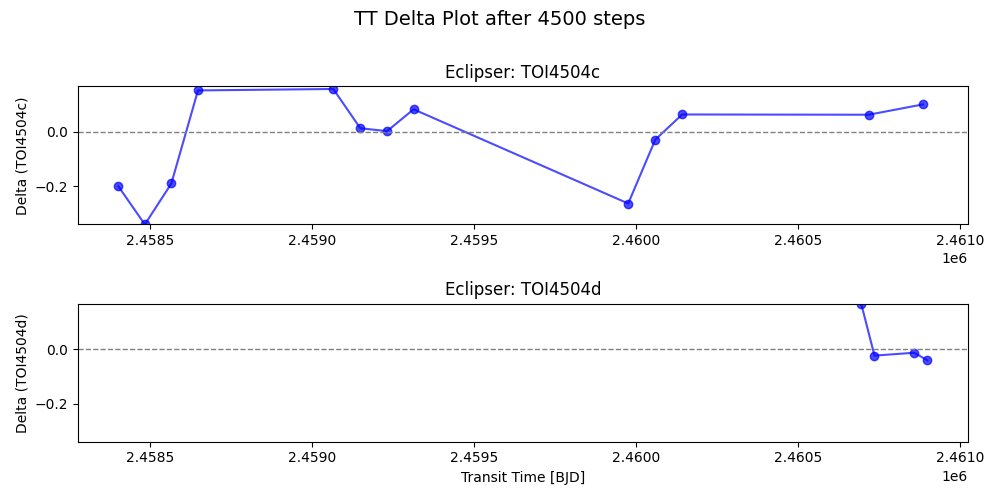 TT Delta Plot after 4500 steps
Eclipser: TOI4504c
Delta (TOI4504c)
0.0
−0.2
2.4585 2.4590 2.4595 2.4600 2.4605 2.4610
1e6
Eclipser: TOI4504d
Delta (TOI4504d)
0.0
−0.2
2.4585 2.4590 2.4595 2.4600 2.4605 2.4610
Transit Time [BJD]
1e6